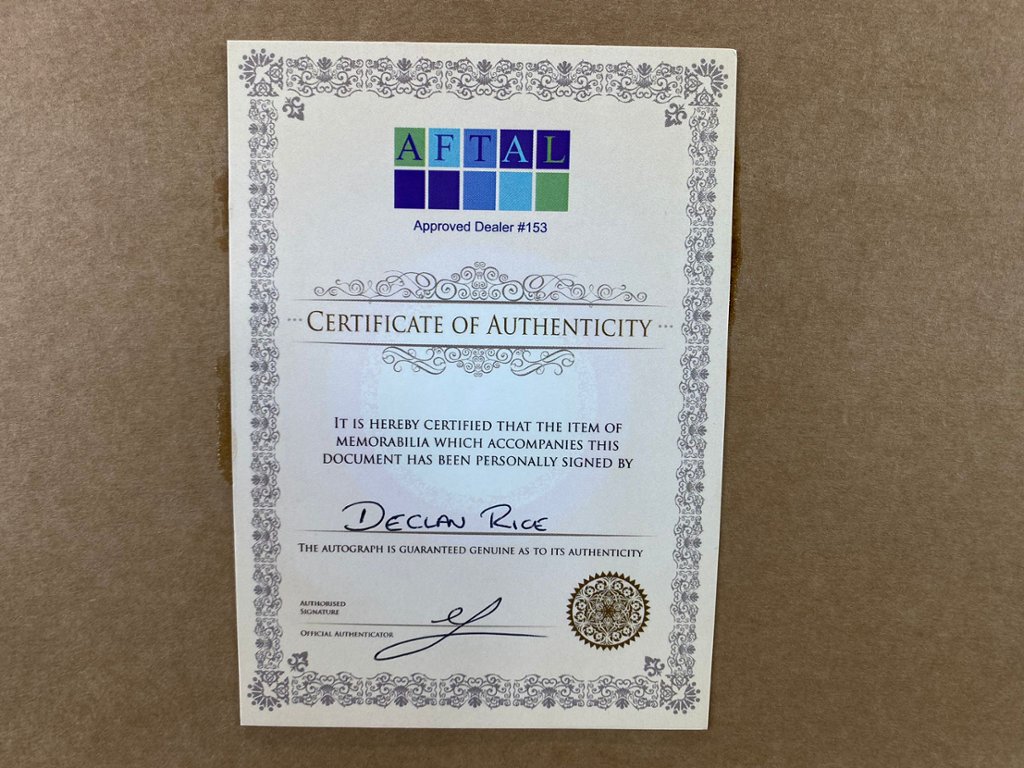 AFTAL
Approved Dealer #153
CERTIFICATE OF AUTHENTICITY
IT IS HEREBY CERTIFIED THAT THE ITEM OF
MEMORABILIA WHICH ACCOMPANIES THIS
DOCUMENT HAS BEEN PERSONALLY SIGNED BY
DECLAN RICE
THE AUTOGRAPH IS GUARANTEED GENUINE AS TO ITS AUTHENTICITY
AUTHORISED
SIGNATURE
OFFICIAL AUTHENTICATOR